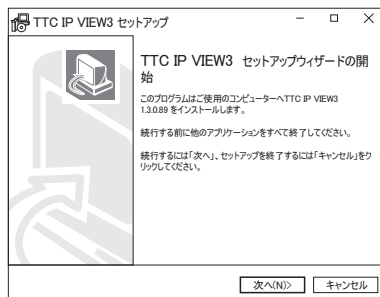 TTC IP VIEW3 セットアップ
TTC IP VIEW3 セットアップウィザードの開
始
このプログラムはご使用のコンピューターへTTC IP VIEW3
1.3.0.89 をインストールします。
続行する前に他のアプリケーションをすべて終了してください。
続行するには「次へ」、セットアップを終了するには「キャンセル」をク
リックしてください。
次へ(N)>
キャンセル